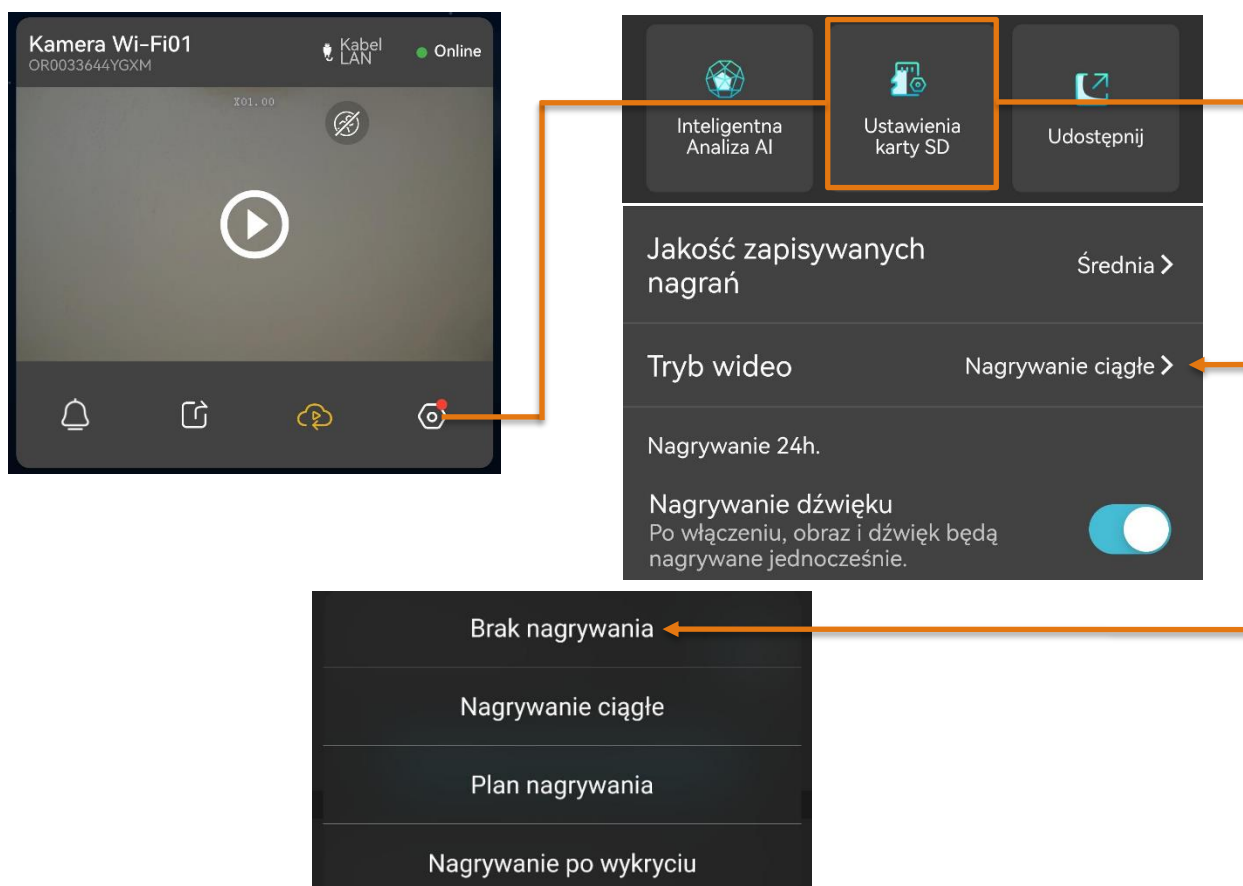 Kamera Wi-Fi01
OR0033644YGXM
Kabel
LAN
Online
X01.00
Inteligentna
Analiza AI
Ustawienia
karty SD
Udostępnij
Jakość zapisywanych
nagrań
Średnia
Tryb wideo
Nagrywanie ciągłe
Nagrywanie 24h.
Nagrywanie dźwięku
Po włączeniu, obraz i dźwięk będą
nagrywane jednocześnie.
Brak nagrywania
Nagrywanie ciągłe
Plan nagrywania
Nagrywanie po wykryciu